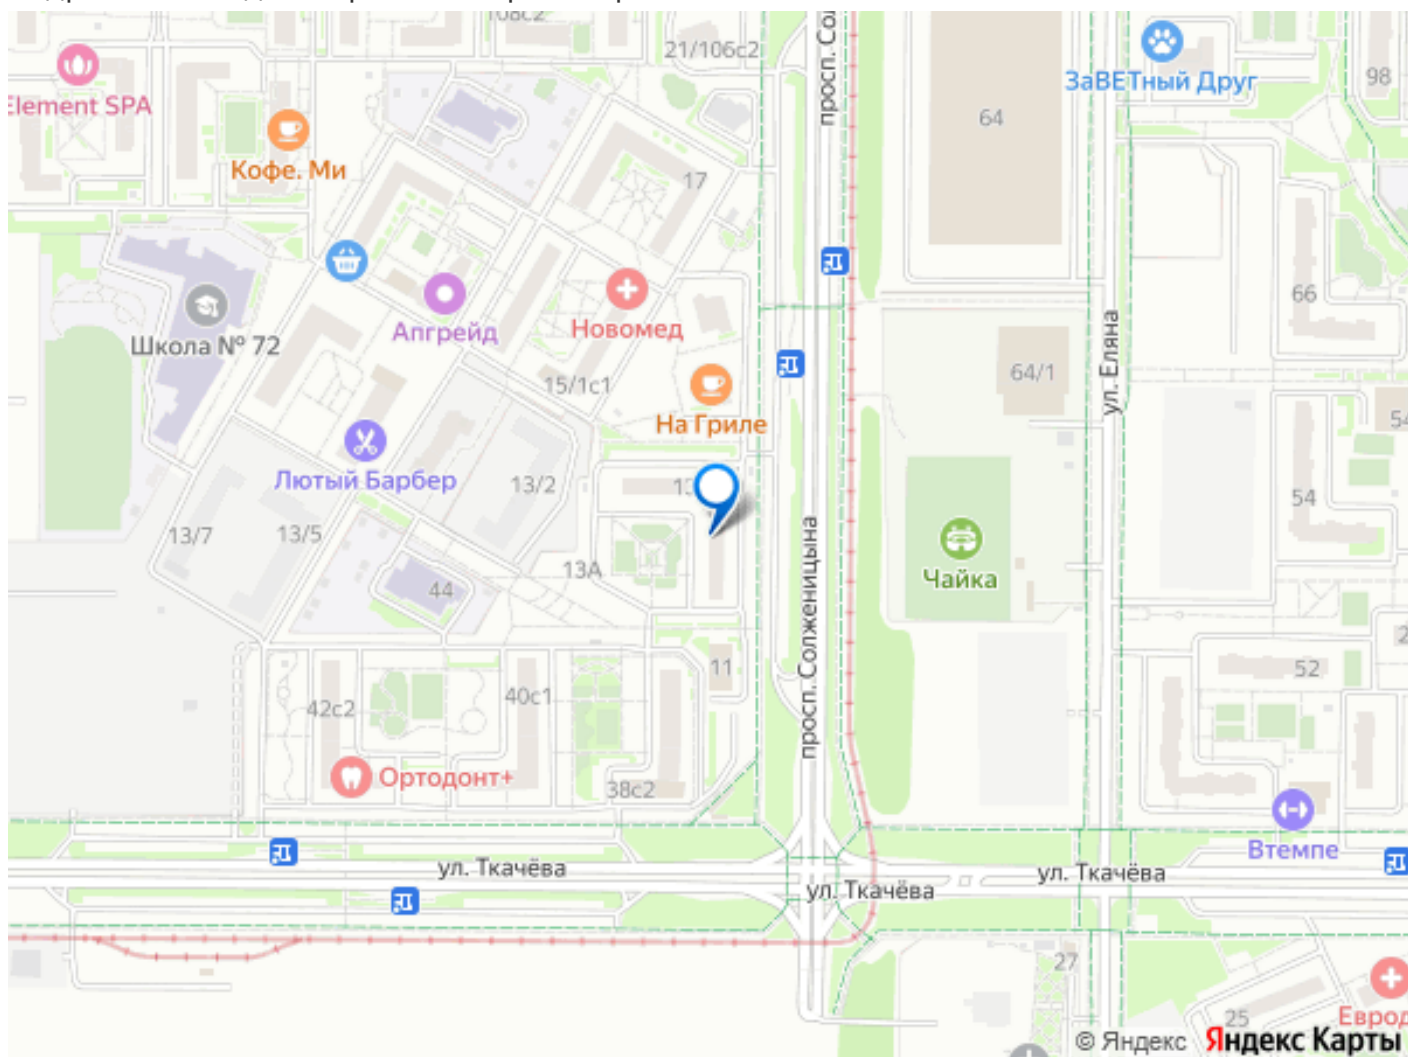 21/106с2
просп. Сол
ЗаВЕТный Друг
98
Element SPA
64
Кофе. Ми
17
66
Новомед
Апгрейд
Школа № 72
64/1
ул. Еляна
15/1с1
На Гриле
Лютый Барбер
13/2
54
13/7
13/5
13А
Чайка
44
просп. Солженицына
11
52
42с2
40с1
Ортодонт+
38с2
Втемпе
ул. Ткачёва
ул. Ткачёва
ул. Ткачёва
27
25
Еврод
© Яндекс Яндекс Карты